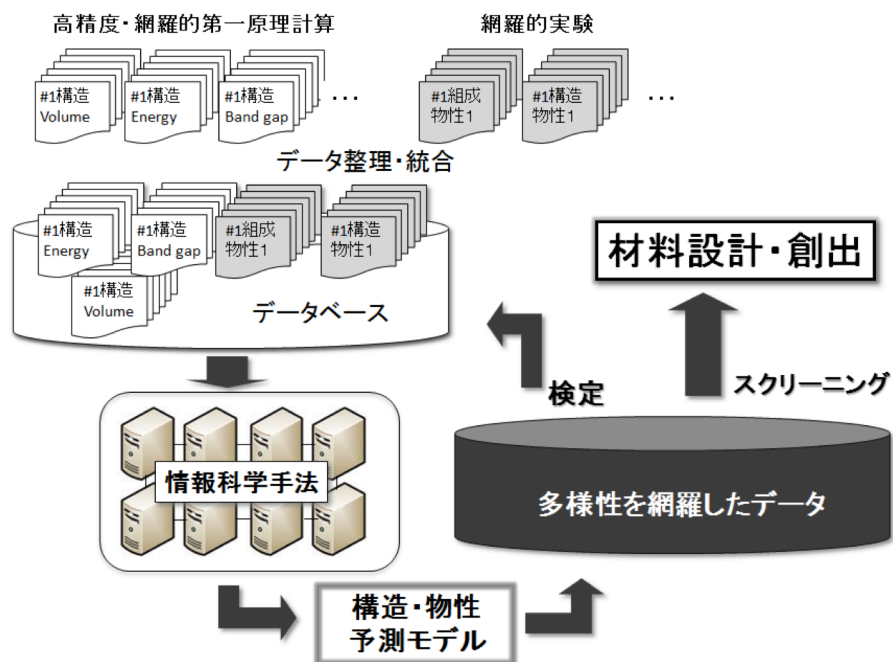 高精度・網羅的第一原理計算
網羅的実験
#1構造
Volume
#1構造
Energy
#1構造
Band gap
…
#1組成
物性1
#1構造
物性1
…
データ整理・統合
#1構造
Energy
#1構造
Band gap
#1組成
物性1
#1構造
物性1
#1構造
Volume
データベース
材料設計・創出
検定
スクリーニング
情報科学手法
多様性を網羅したデータ
構造・物性
予測モデル